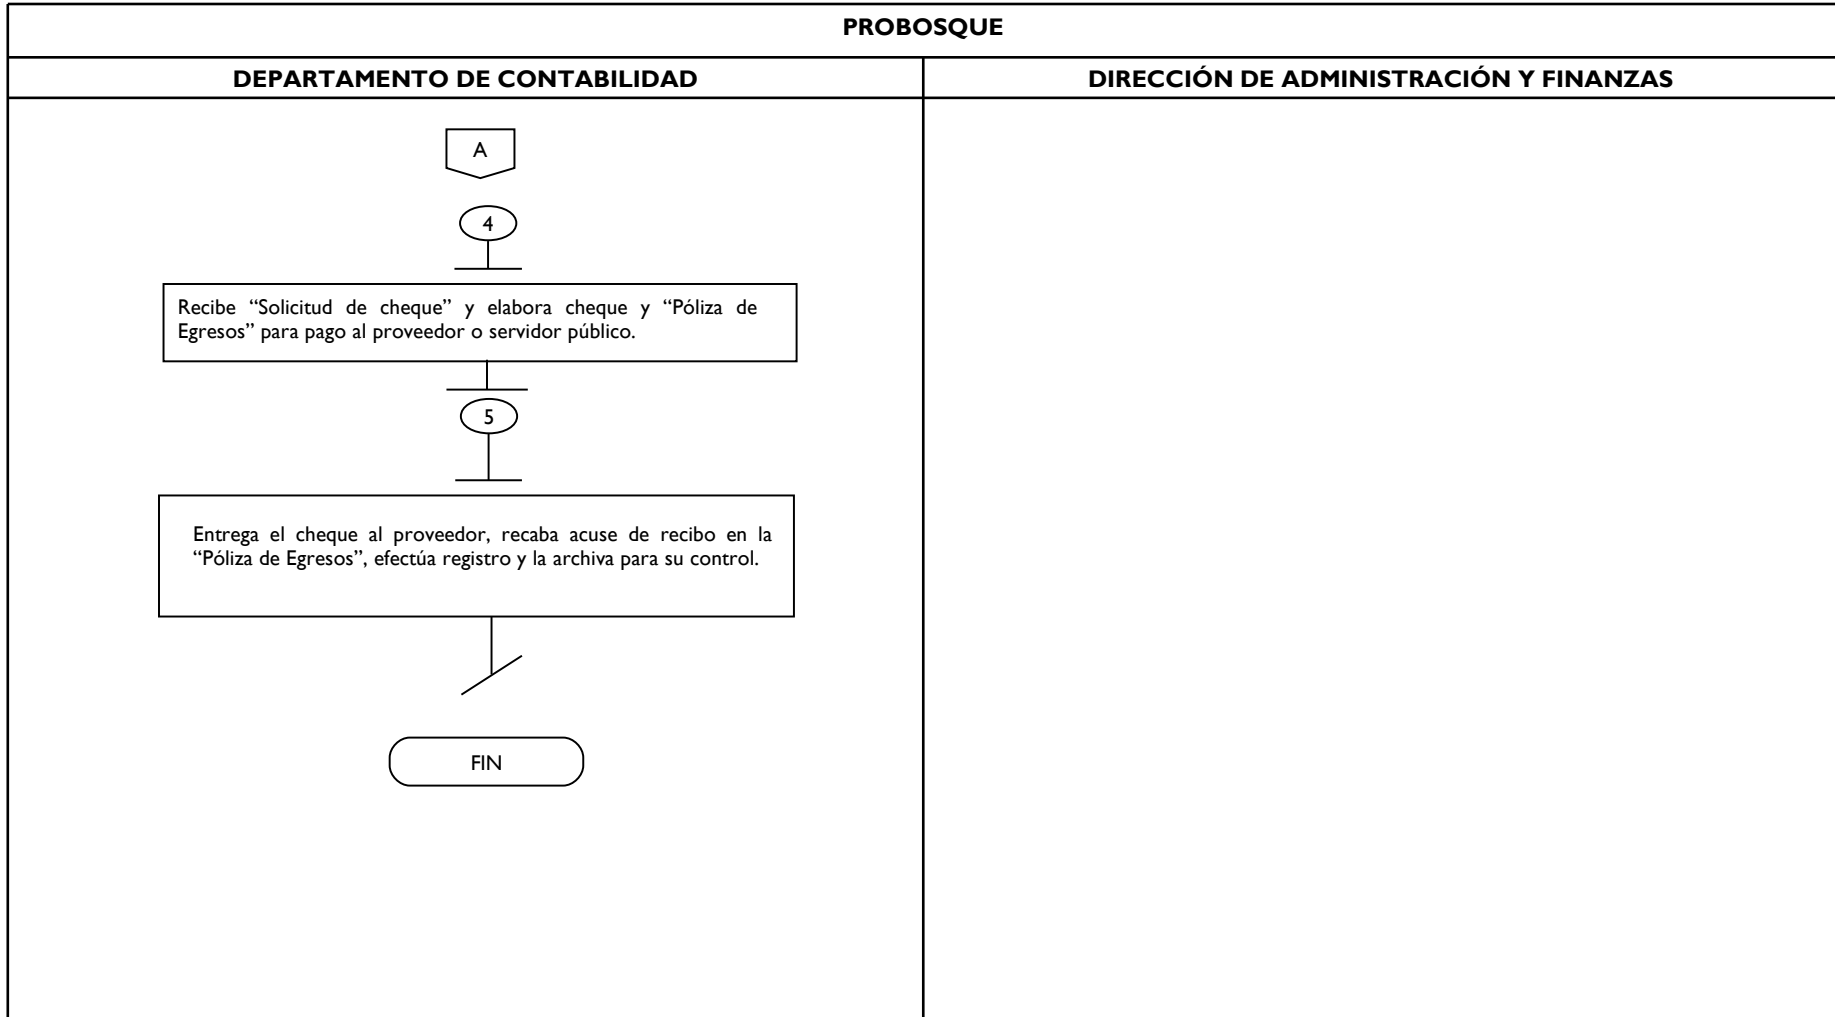 PROBOSQUE
DEPARTAMENTO DE CONTABILIDAD
DIRECCIÓN DE ADMINISTRACIÓN Y FINANZAS
A
4
Recibe “Solicitud de cheque” y elabora cheque y “Póliza de
Egresos” para pago al proveedor o servidor público.
5
Entrega el cheque al proveedor, recaba acuse de recibo en la
“Póliza de Egresos”, efectúa registro y la archiva para su control.
FIN